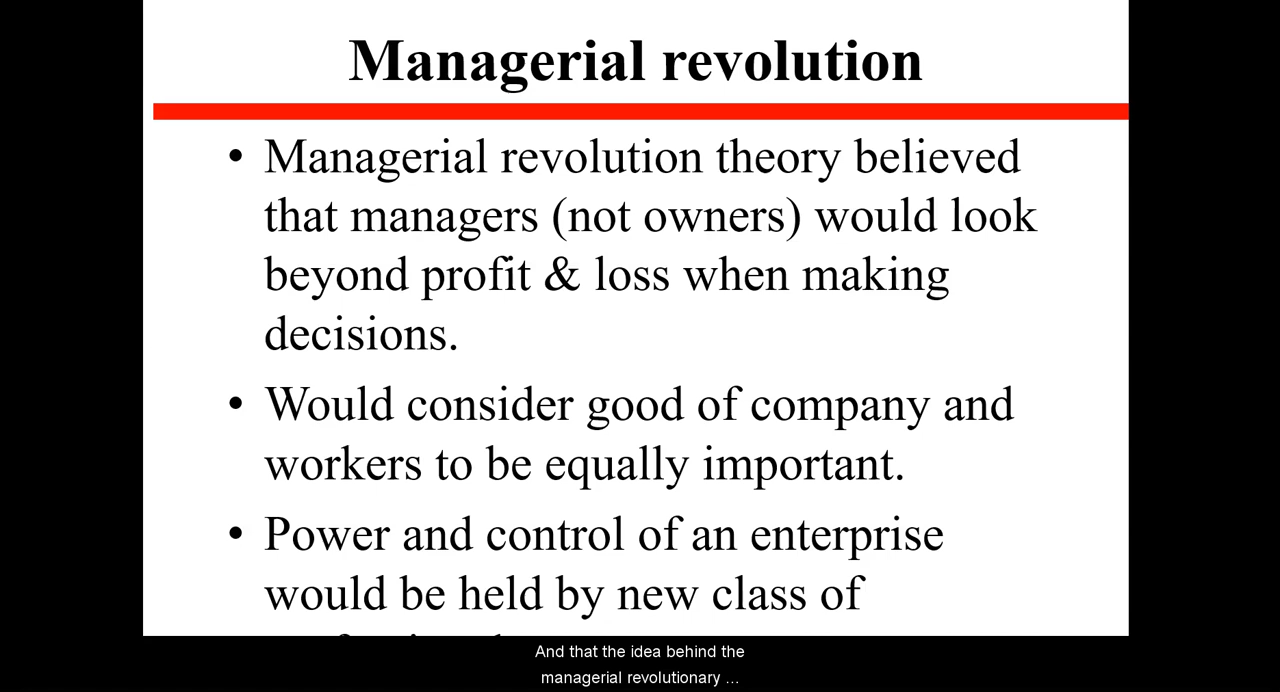 Managerial revolution
• Managerial revolution theory believed
that managers (not owners) would look
beyond profit & loss when making
decisions.
• Would consider good of company and
workers to be equally important.
• Power and control of an enterprise
would be held by new class of
And that the idea behind the
managerial revolutionary ...